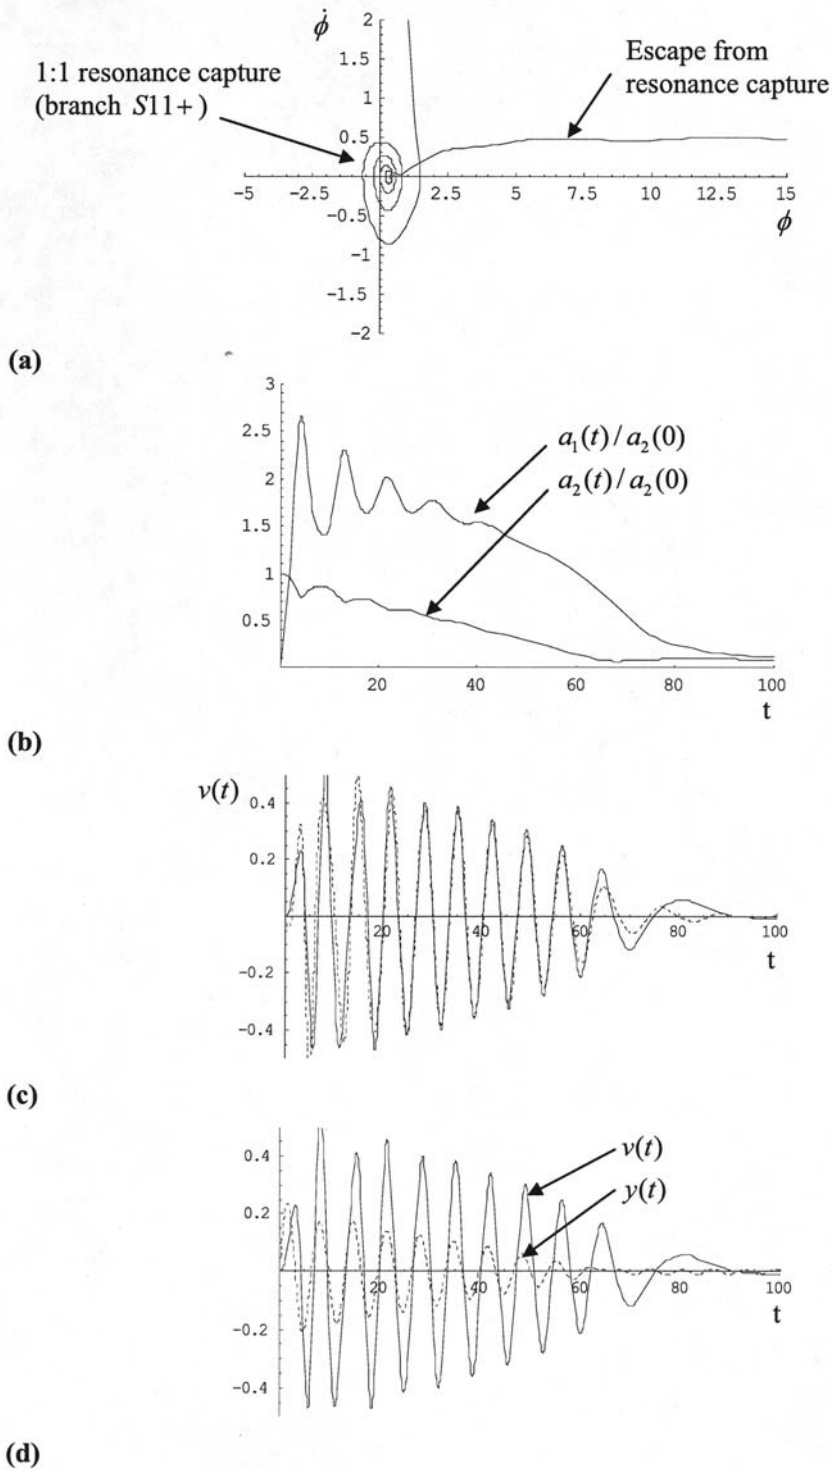 ϕ̇
2
1.5
1
0.5
-5
-2.5
2.5
5
7.5
10
12.5
15
ϕ
-0.5
-1
-1.5
-2
1:1 resonance capture
(branch S11+ )
Escape from
resonance capture
(a)
3
2.5
2
1.5
1
0.5
20
40
60
80
100
t
a₁(t)/a₂(0)
a₂(t)/a₂(0)
(b)
v(t)
0.4
0.2
-0.2
-0.4
20
40
60
80
100
t
(c)
0.4
0.2
-0.2
-0.4
20
40
60
80
100
t
v(t)
y(t)
(d)